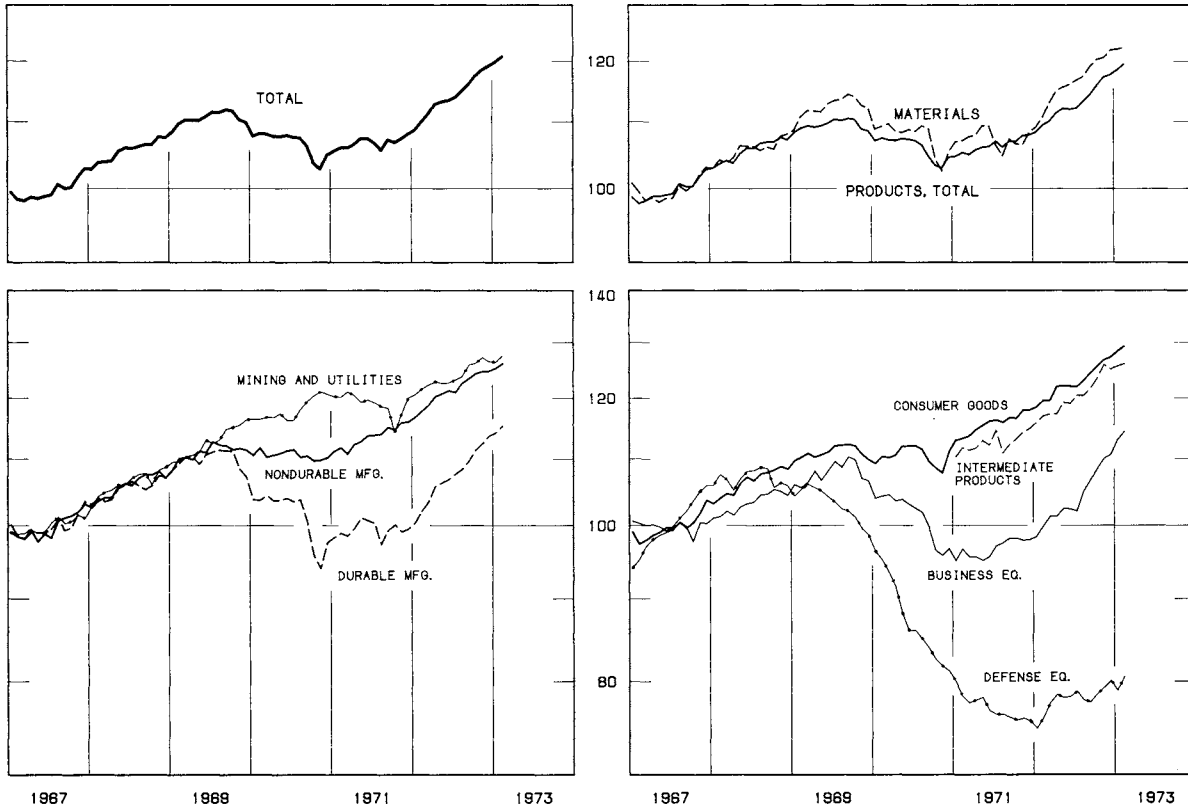 TOTAL
120
100
MATERIALS
PRODUCTS, TOTAL
140
120
100
80
MINING AND UTILITIES
NONDURABLE MFG.
DURABLE MFG.
CONSUMER GOODS
INTERMEDIATE
PRODUCTS
BUSINESS EQ.
DEFENSE EQ.
1967 1969 1971 1973
1967 1969 1971 1973